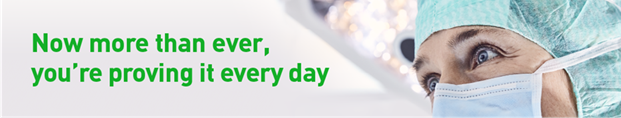 Now more than ever,
you're proving it every day